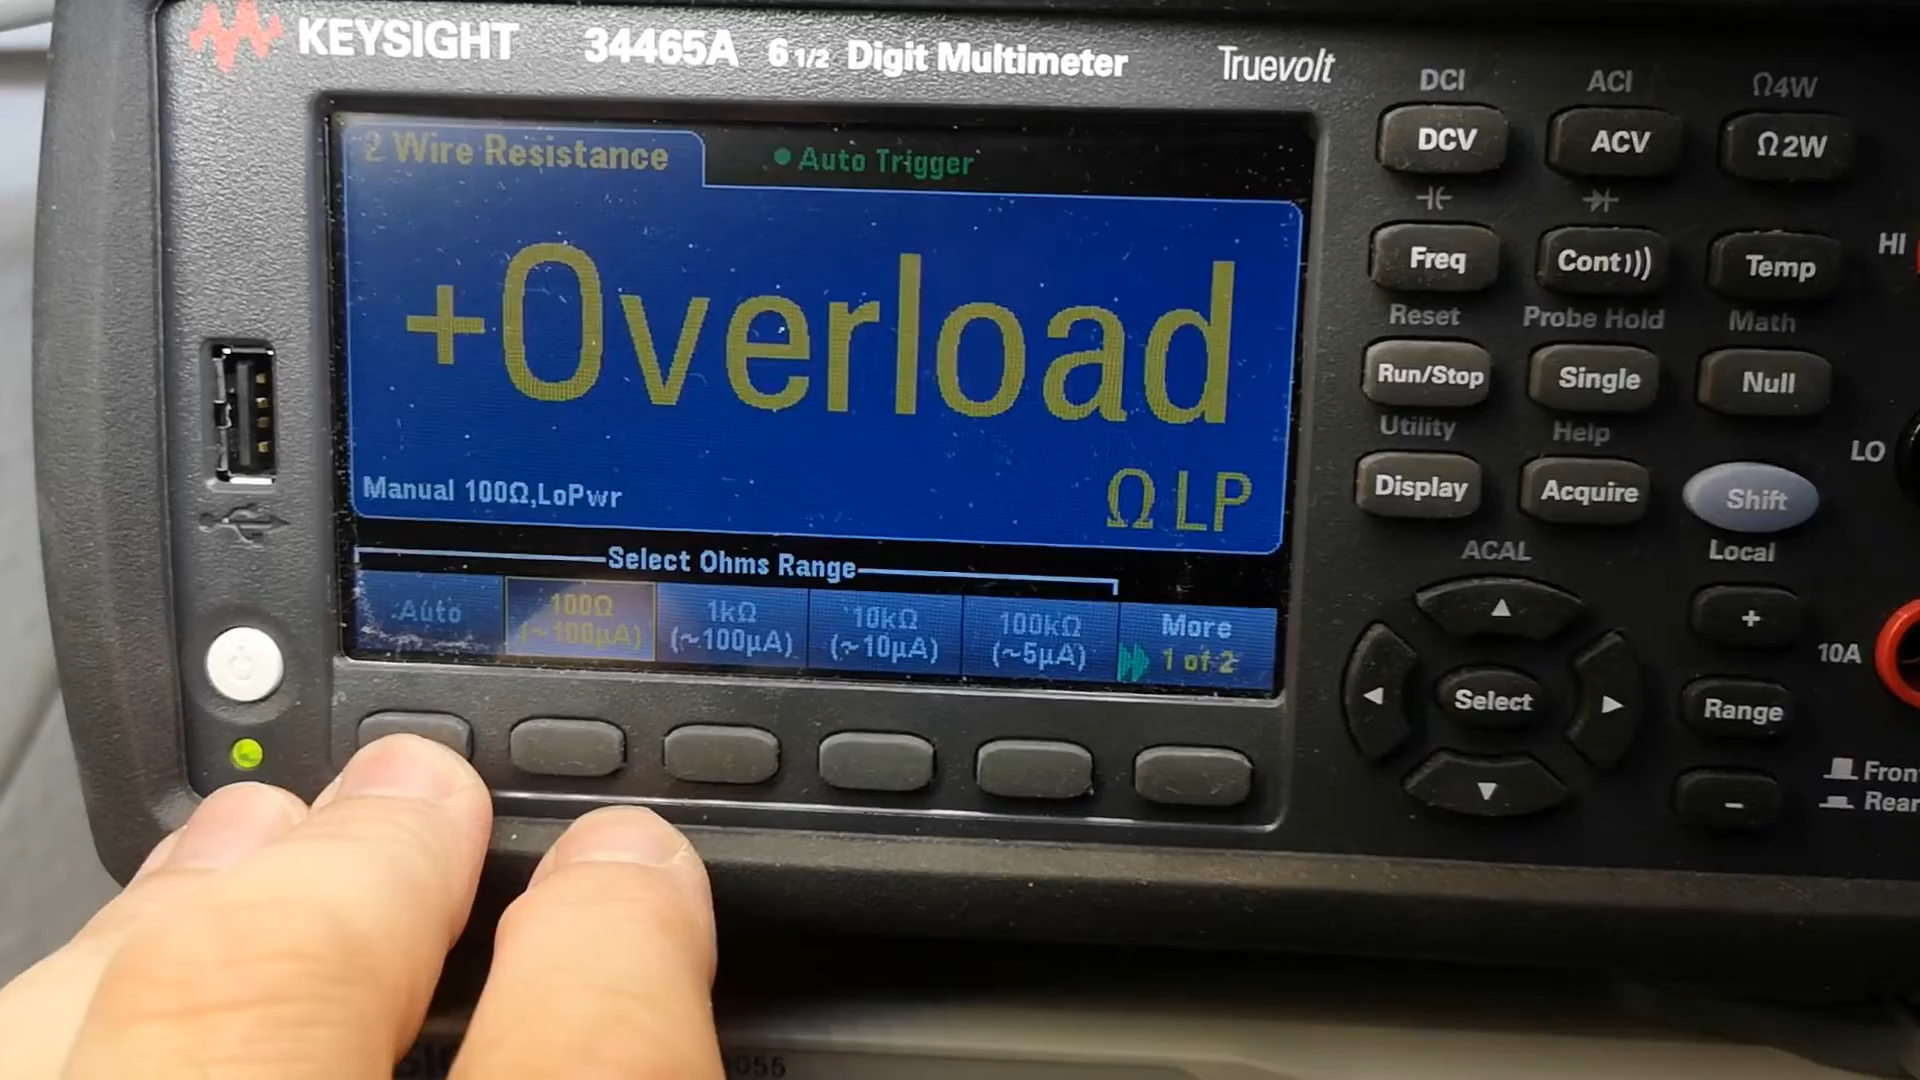 KEYSIGHT 34465A 6 1/2 Digit Multimeter Truevolt
2 Wire Resistance
Auto Trigger
+Overload
Manual 100Ω,LoPwr
Ω LP
Select Ohms Range
Auto
100Ω
(~100µA)
1kΩ
(~100µA)
10kΩ
(~10µA)
100kΩ
(~5µA)
More
1 of 2
DCI
ACI
Ω4W
DCV
ACV
Ω2W
Freq
Cont)))
Temp
Reset
Probe Hold
Math
Run/Stop
Single
Null
Utility
Help
Display
Acquire
Shift
ACAL
Local
+
Select
Range
-
HI
LO
10A
Fron
Rear
055